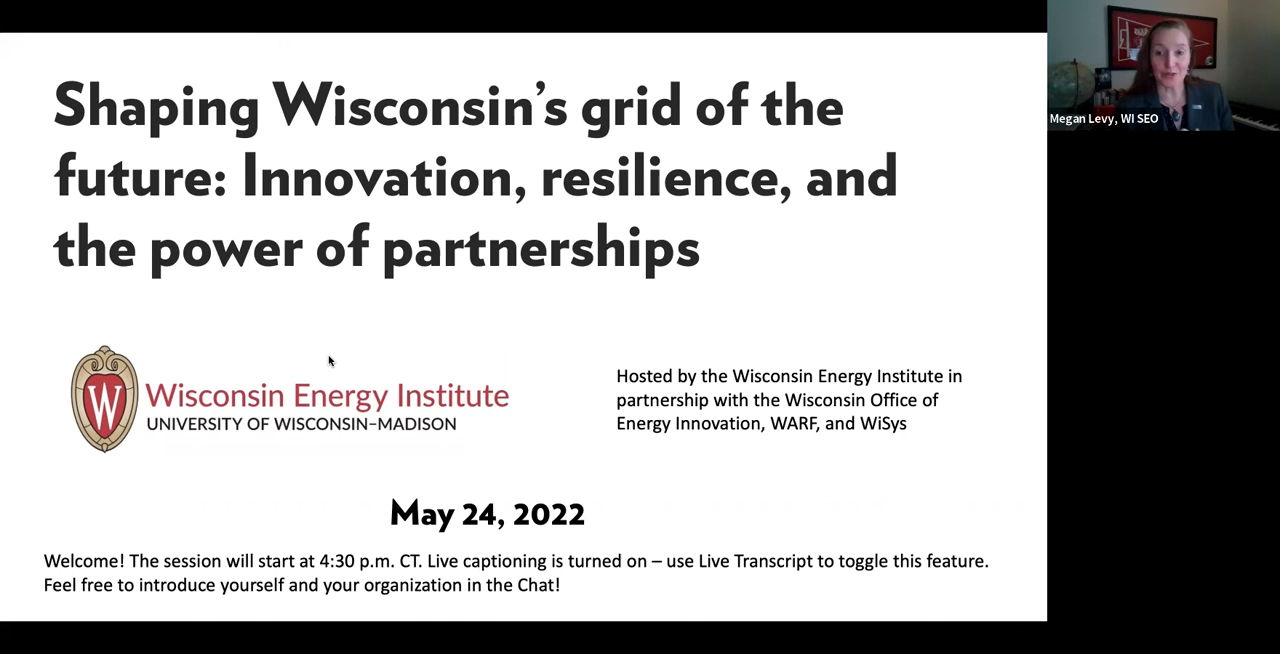 Shaping Wisconsin’s grid of the
future: Innovation, resilience, and
the power of partnerships
Megan Levy, WI SEO
W
Wisconsin Energy Institute
UNIVERSITY OF WISCONSIN–MADISON
Hosted by the Wisconsin Energy Institute in
partnership with the Wisconsin Office of
Energy Innovation, WARF, and WiSys
May 24, 2022
Welcome! The session will start at 4:30 p.m. CT. Live captioning is turned on – use Live Transcript to toggle this feature.
Feel free to introduce yourself and your organization in the Chat!